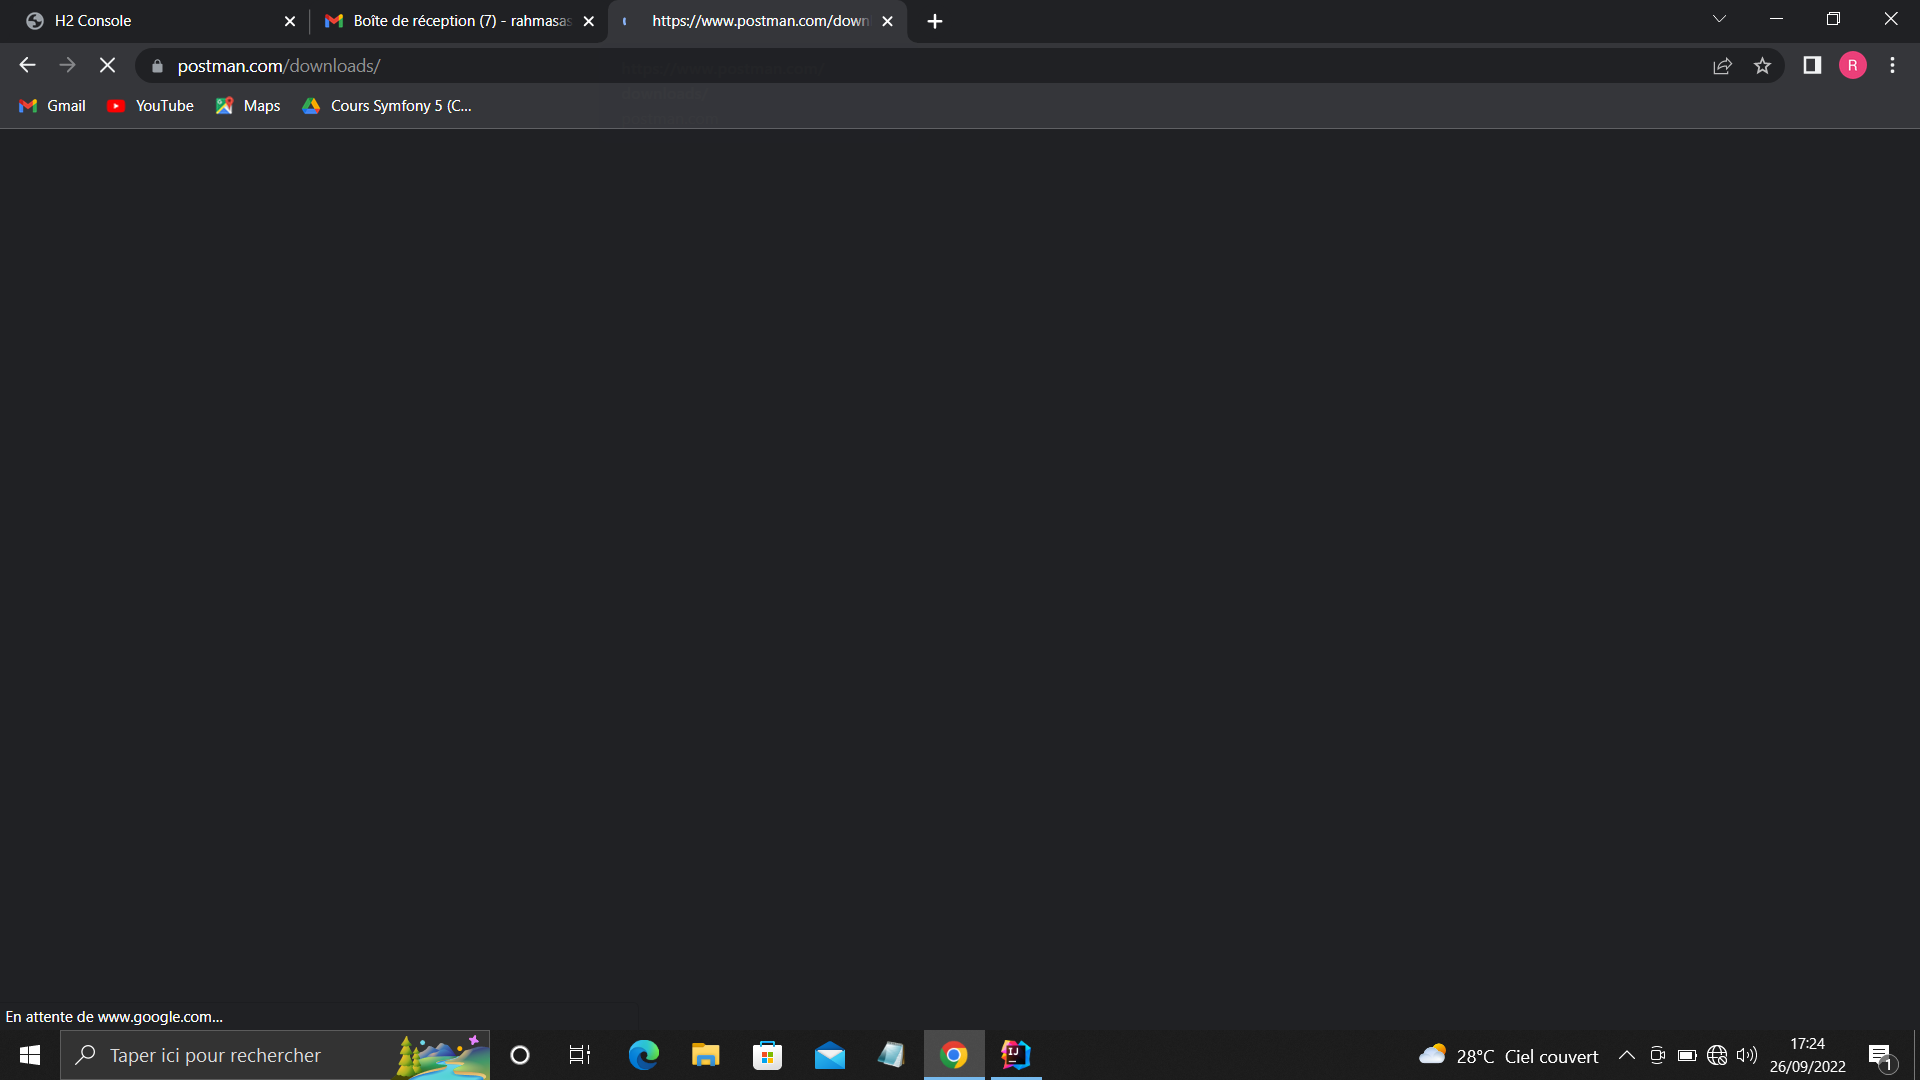 H2 Console
Boîte de réception (7) - rahmasas
https://www.postman.com/down
postman.com/downloads/
R
Gmail
YouTube
Maps
Cours Symfony 5 (C...
En attente de www.google.com...
Taper ici pour rechercher
IJ
28°C Ciel couvert
17:24
26/09/2022
1